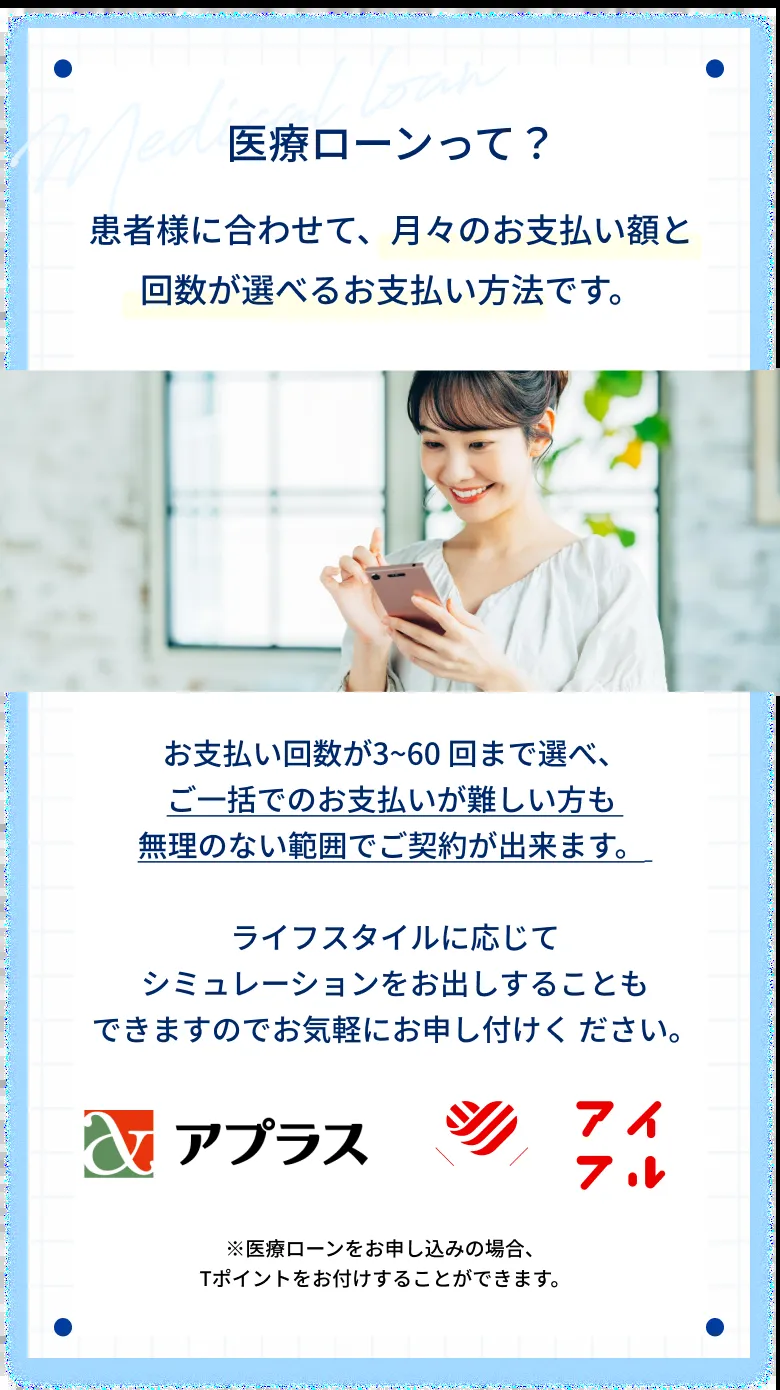 Medical loan
医療ローンって？
患者様に合わせて、月々のお支払い額と
回数が選べるお支払い方法です。
お支払い回数が3~60 回まで選べ、
ご一括でのお支払いが難しい方も
無理のない範囲でご契約が出来ます。
ライフスタイルに応じて
シミュレーションをお出しすることも
できますのでお気軽にお申し付けく ださい。
& アプラス
アイ
フル
※医療ローンをお申し込みの場合、
Tポイントをお付けすることができます。